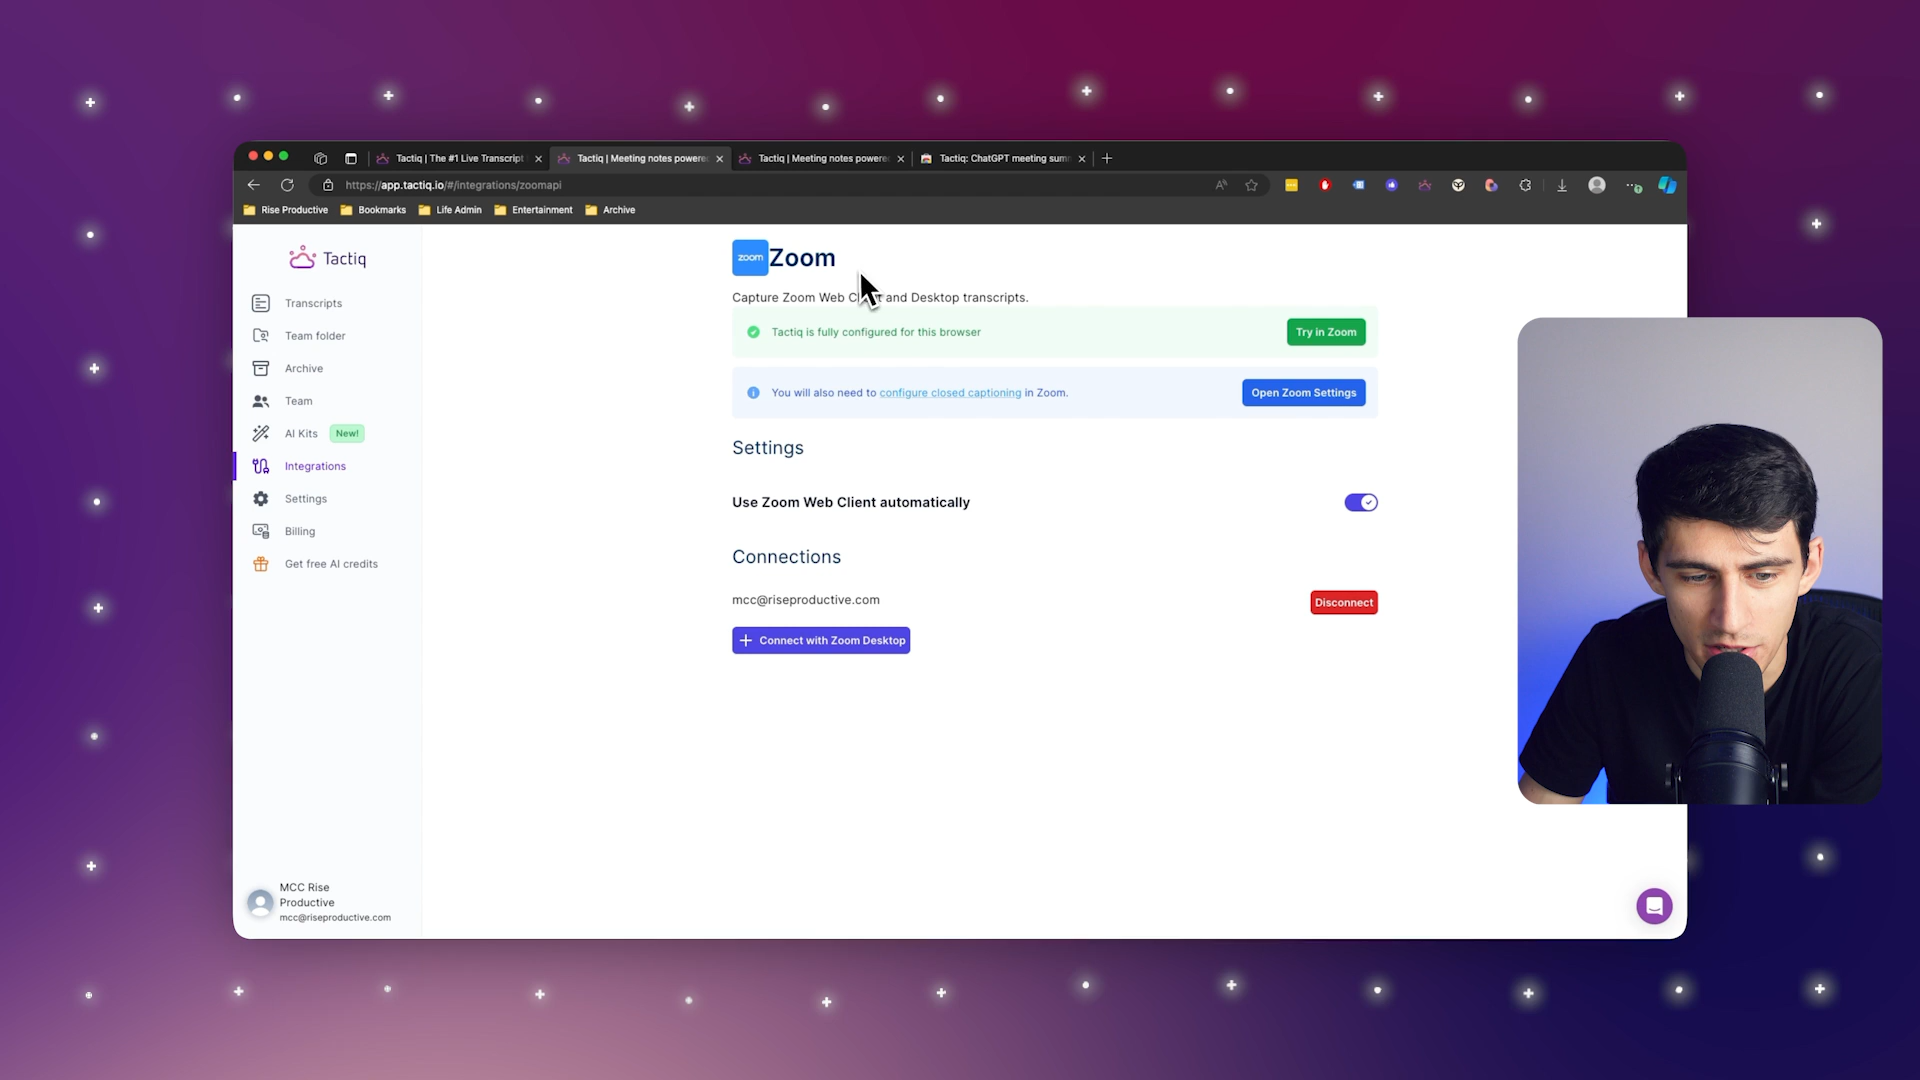 Tactiq | The #1 Live Transcript
Tactiq | Meeting notes powere
Tactiq | Meeting notes powere
Tactiq: ChatGPT meeting sum
https://app.tactiq.io/#/integrations/zoomapi
Rise Productive
Bookmarks
Life Admin
Entertainment
Archive
Tactiq
Transcripts
Team folder
Archive
Team
AI Kits New!
Integrations
Settings
Billing
Get free AI credits
MCC Rise
Productive
mcc@riseproductive.com
zoom Zoom
Capture Zoom Web Client and Desktop transcripts.
Tactiq is fully configured for this browser
Try in Zoom
You will also need to configure closed captioning in Zoom.
Open Zoom Settings
Settings
Use Zoom Web Client automatically
Connections
mcc@riseproductive.com
Disconnect
+ Connect with Zoom Desktop